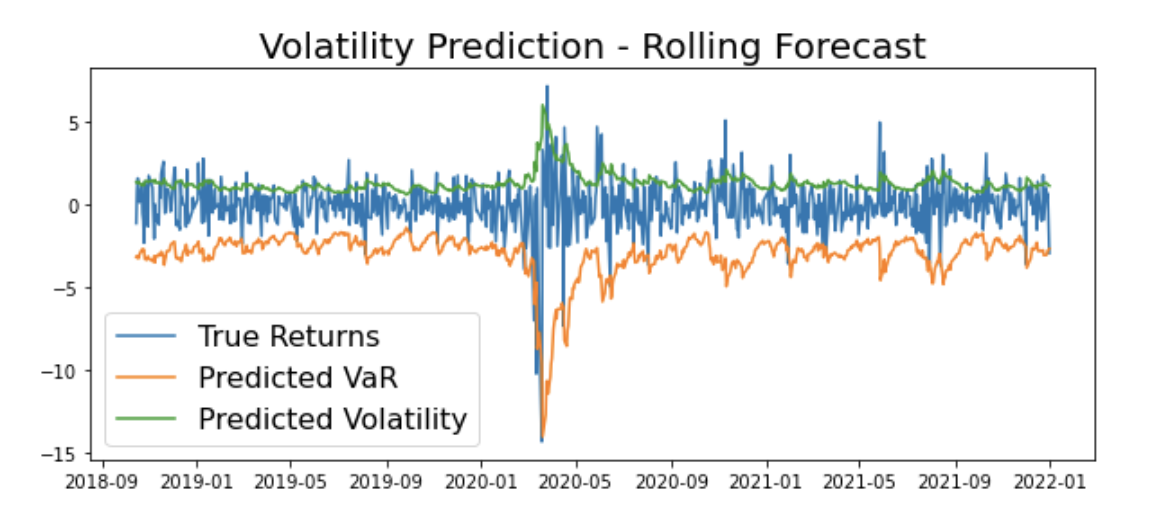 Volatility Prediction - Rolling Forecast
5
0
−5
−10
−15
True Returns
Predicted VaR
Predicted Volatility
2018-09 2019-01 2019-05 2019-09 2020-01 2020-05 2020-09 2021-01 2021-05 2021-09 2022-01